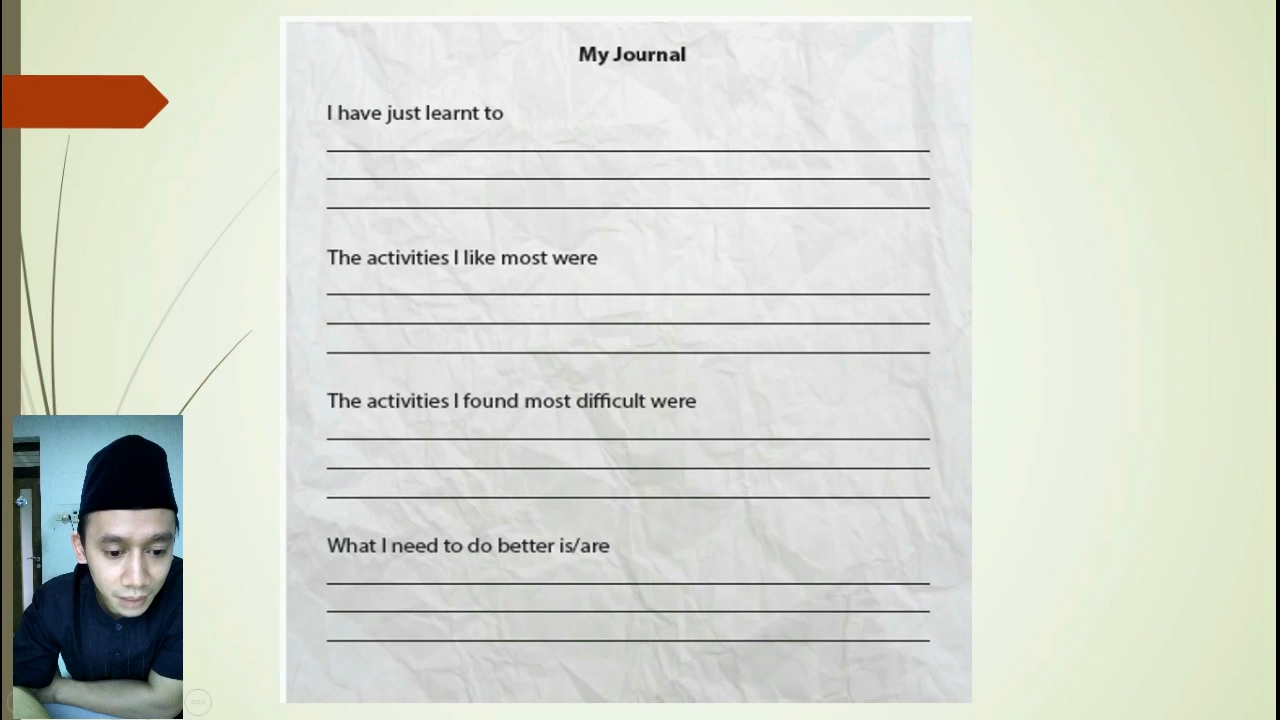 My Journal
I have just learnt to
The activities I like most were
The activities I found most difficult were
What I need to do better is/are